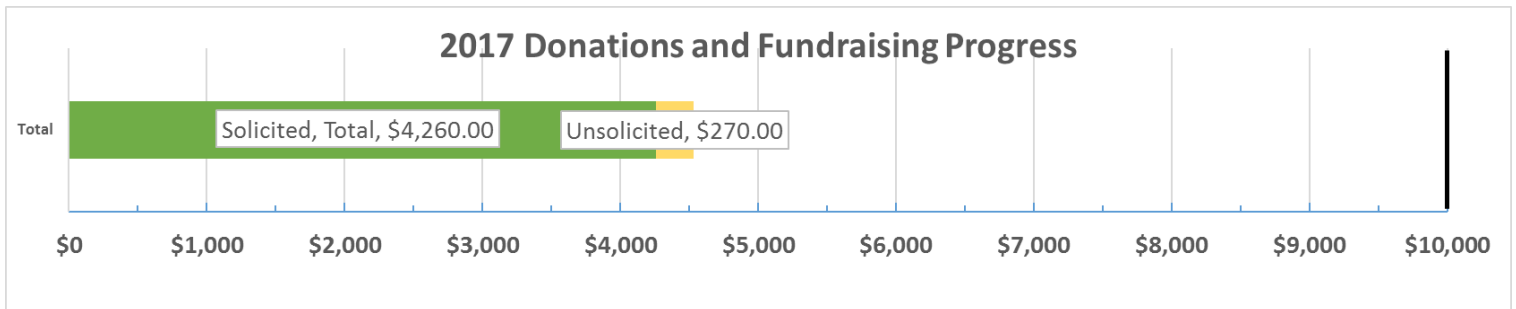 2017 Donations and Fundraising Progress
Total
Solicited, Total, $4,260.00
Unsolicited, $270.00
$0 $1,000 $2,000 $3,000 $4,000 $5,000 $6,000 $7,000 $8,000 $9,000 $10,000